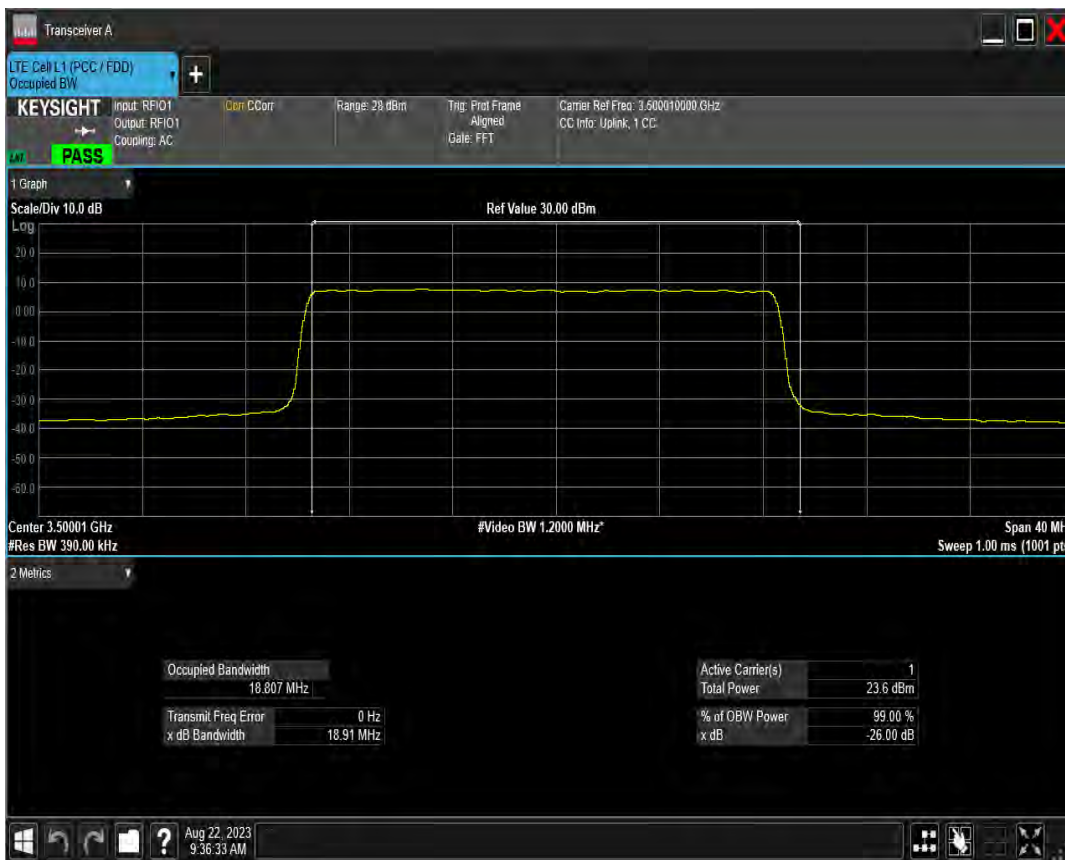 Transceiver A
LTE Cell L1 (PCC / FDD)
Occupied BW
+
KEYSIGHT
PASS
Input: RFIO1
Output: RFIO1
Coupling: AC
Corr CCorr
Range: 28 dBm
Trig: Prot Frame
Aligned
Gate: FFT
Carrier Ref Freq: 3.500010000 GHz
CC Info: Uplink, 1 CC
1 Graph
Scale/Div 10.0 dB
Ref Value 30.00 dBm
Log
20.0
10.0
0.00
-10.0
-20.0
-30.0
-40.0
-50.0
-60.0
Center 3.50001 GHz
#Video BW 1.2000 MHz*
Span 40 MH
#Res BW 390.00 kHz
Sweep 1.00 ms (1001 pt
2 Metrics
Occupied Bandwidth
18.807 MHz
Transmit Freq Error 0 Hz
x dB Bandwidth 18.91 MHz
Active Carrier(s) 1
Total Power 23.6 dBm
% of OBW Power 99.00 %
x dB -26.00 dB
?
Aug 22, 2023
9:36:33 AM